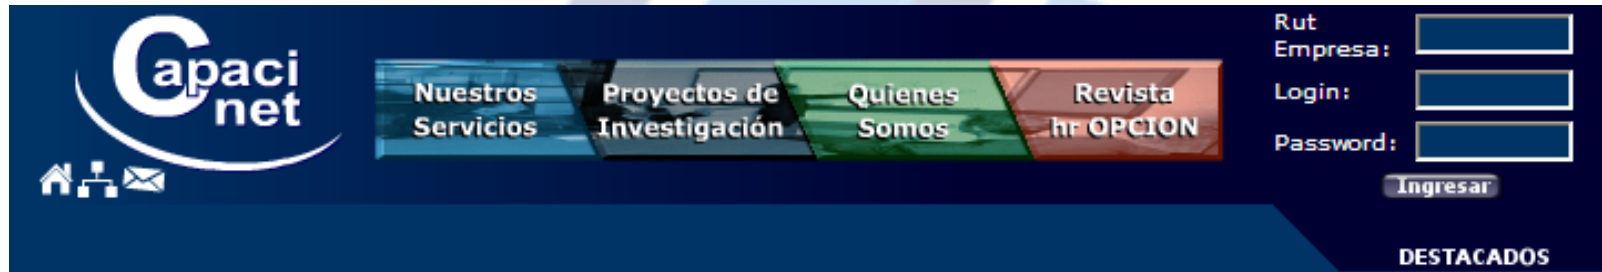 Capaci
net
Nuestros
Servicios
Proyectos de
Investigación
Quienes
Somos
Revista
hr OPCION
Rut
Empresa:
Login:
Password:
Ingresar
DESTACADOS